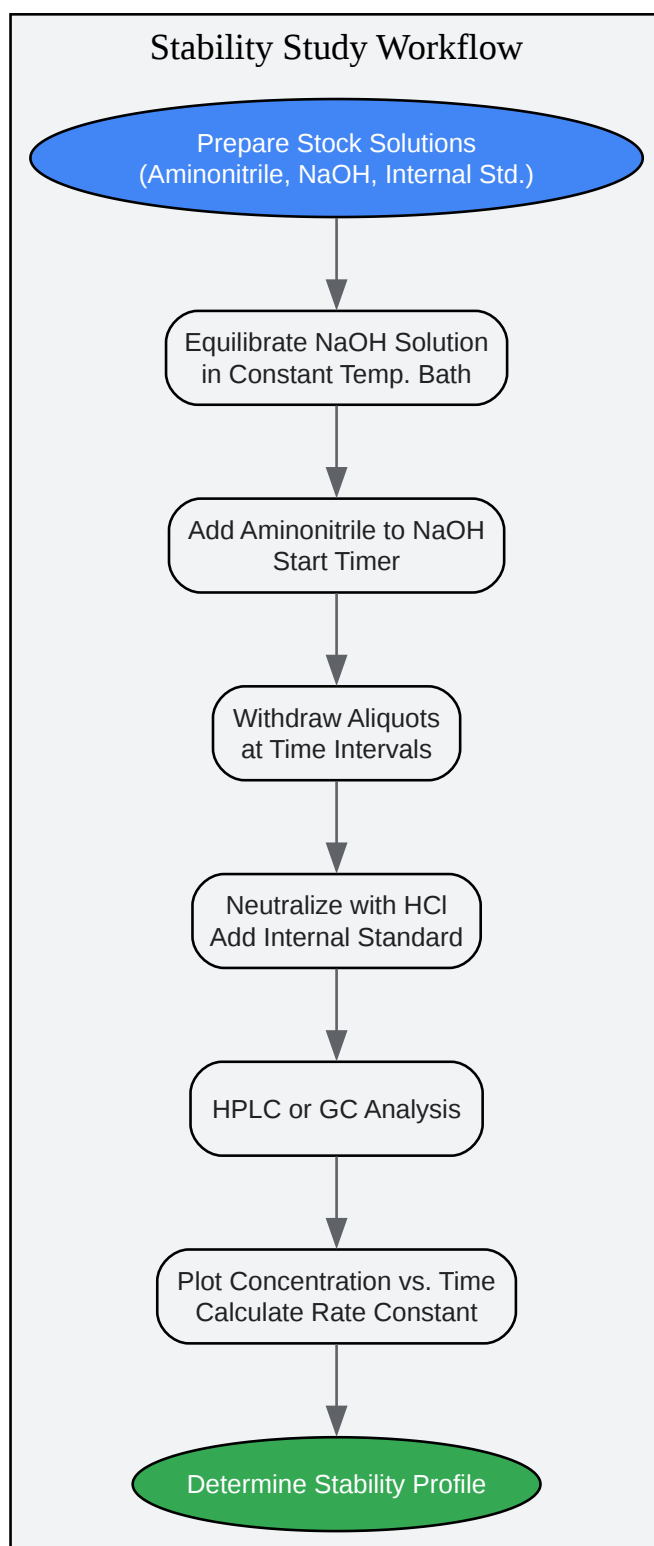 Stability Study Workflow
Prepare Stock Solutions
(Aminonitrile, NaOH, Internal Std.)
Equilibrate NaOH Solution
in Constant Temp. Bath
Add Aminonitrile to NaOH
Start Timer
Withdraw Aliquots
at Time Intervals
Neutralize with HCl
Add Internal Standard
HPLC or GC Analysis
Plot Concentration vs. Time
Calculate Rate Constant
Determine Stability Profile